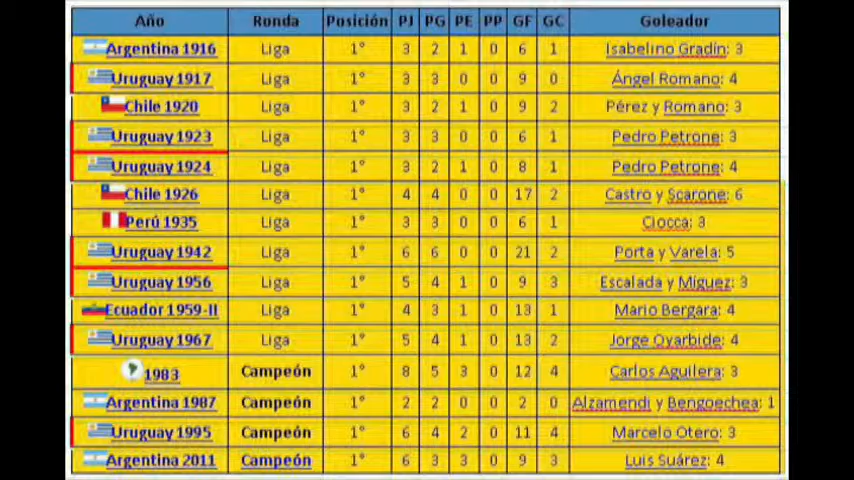 Año Ronda Posición PJ PG PE PP GF GC Goleador
Argentina 1916 Liga 1° 3 2 1 0 6 1 Isabelino Gradín: 3
Uruguay 1917 Liga 1° 3 3 0 0 9 0 Ángel Romano: 4
Chile 1920 Liga 1° 3 2 1 0 9 2 Pérez y Romano: 3
Uruguay 1923 Liga 1° 3 3 0 0 6 1 Pedro Petrone: 3
Uruguay 1924 Liga 1° 3 2 1 0 8 1 Pedro Petrone: 4
Chile 1926 Liga 1° 4 4 0 0 17 2 Castro y Scarone: 6
Perú 1935 Liga 1° 3 3 0 0 6 1 Ciocca: 3
Uruguay 1942 Liga 1° 6 6 0 0 21 2 Porta y Varela: 5
Uruguay 1956 Liga 1° 5 4 1 0 9 3 Escalada y Míguez: 3
Ecuador 1959-II Liga 1° 4 3 1 0 13 1 Mario Bergara: 4
Uruguay 1967 Liga 1° 5 4 1 0 13 2 Jorge Oyarbide: 4
1983 Campeón 1° 8 5 3 0 12 4 Carlos Aguilera: 3
Argentina 1987 Campeón 1° 2 2 0 0 2 0 Alzamendi y Bengoechea: 1
Uruguay 1995 Campeón 1° 6 4 2 0 11 4 Marcelo Otero: 3
Argentina 2011 Campeón 1° 6 3 3 0 9 3 Luis Suárez: 4